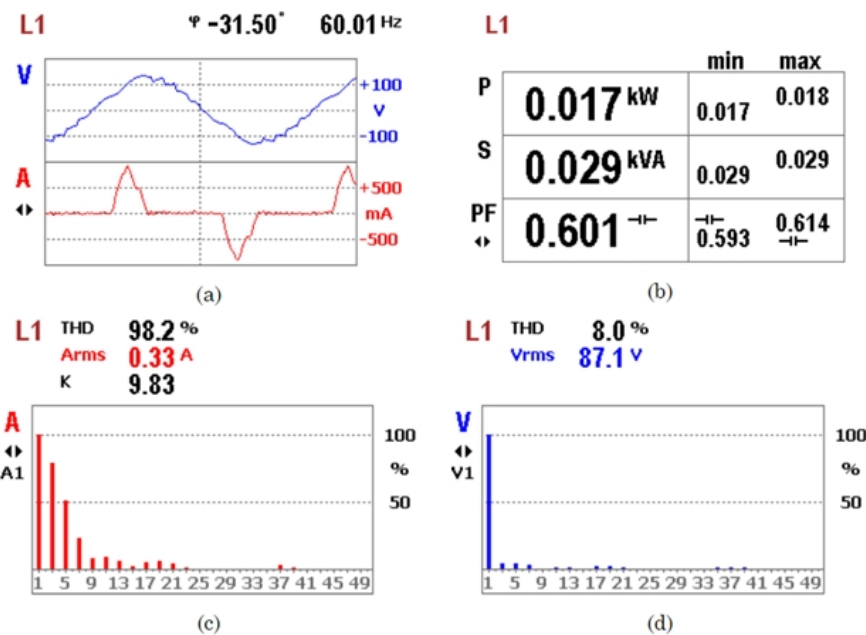 L1 φ -31.50° 60.01 Hz
V
+100
V
-100
A
+500
mA
-500
(a)
L1
min max
P 0.017 kW 0.017 0.018
S 0.029 kVA 0.029 0.029
PF 0.601 0.593 0.614
(b)
L1 THD 98.2 %
Arms 0.33 A
K 9.83
A
A1
100
%
50
1 5 9 13 17 21 25 29 33 37 41 45 49
(c)
L1 THD 8.0 %
Vrms 87.1 V
V
V1
100
%
50
1 5 9 13 17 21 25 29 33 37 41 45 49
(d)